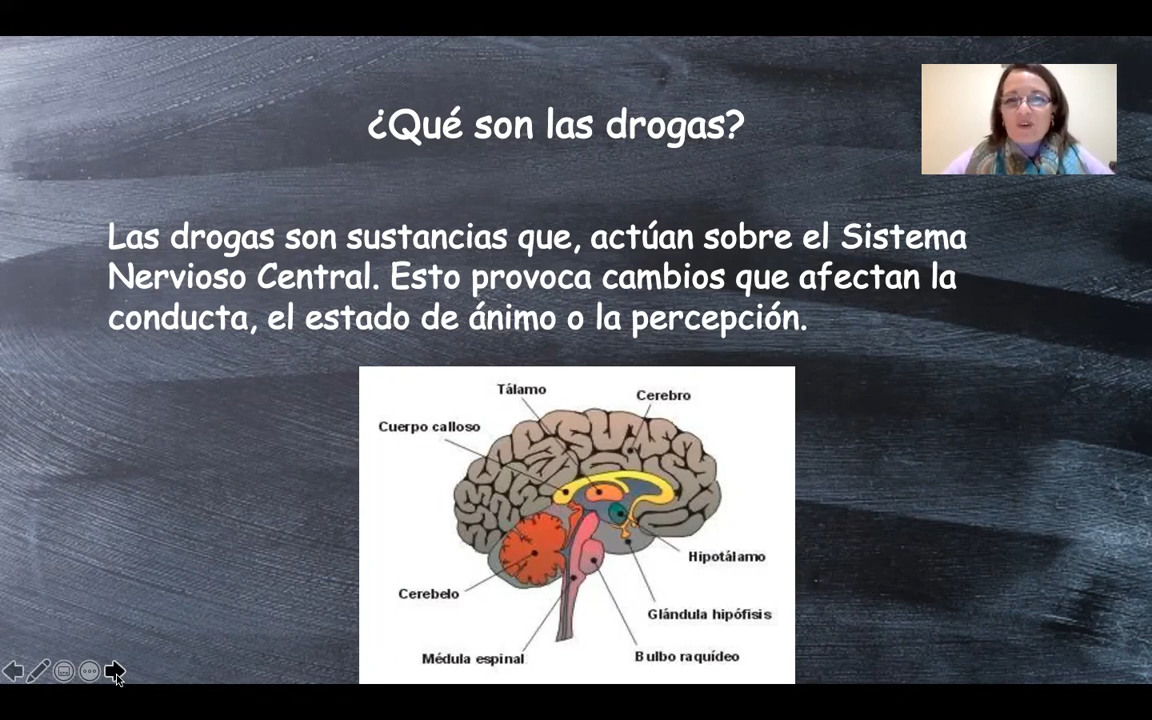 ¿Qué son las drogas?
Las drogas son sustancias que, actúan sobre el Sistema
Nervioso Central. Esto provoca cambios que afectan la
conducta, el estado de ánimo o la percepción.
Tálamo
Cerebro
Cuerpo calloso
Hipotálamo
Cerebelo
Glándula hipófisis
Médula espinal
Bulbo raquídeo